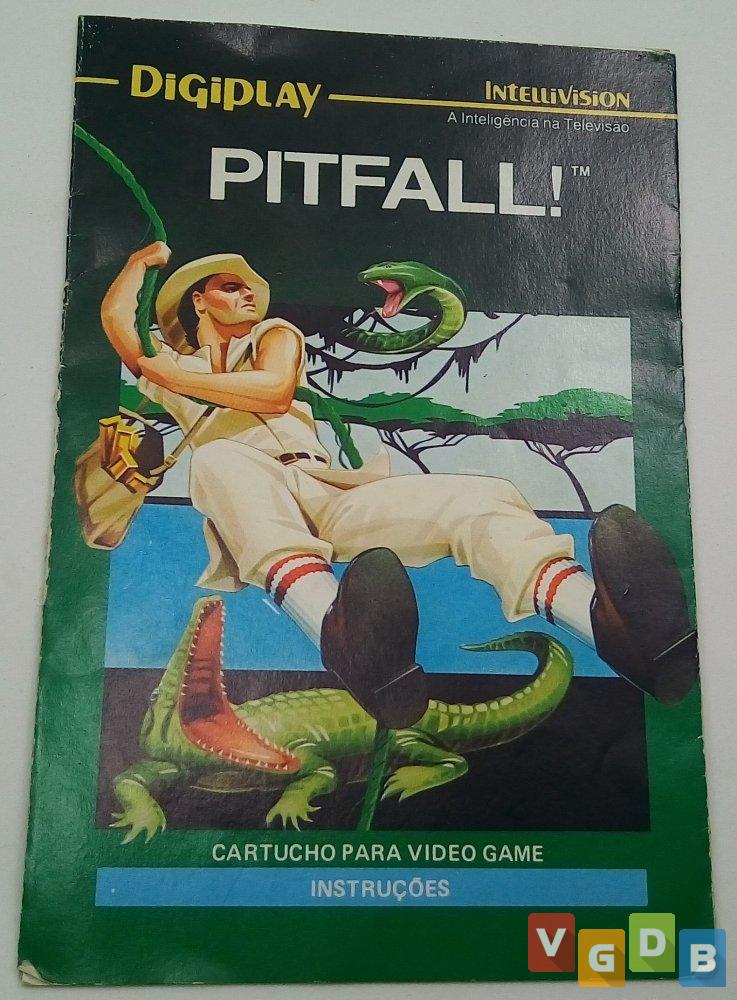 DiGiPLAY
INTELLIVISION
A Inteligência na Televisão
PITFALL!™
CARTUCHO PARA VIDEO GAME
INSTRUÇÕES
VGDB